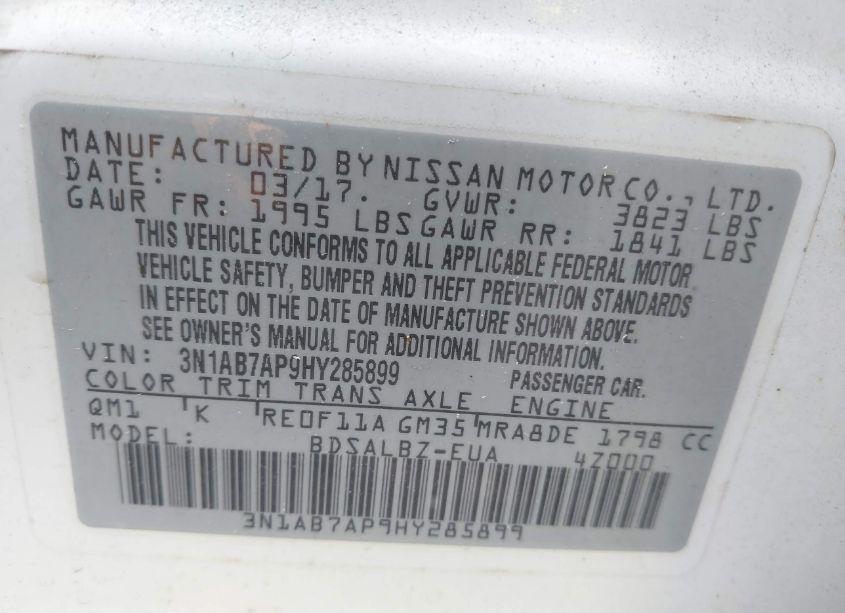 MANUFACTURED BY NISSAN MOTOR CO., LTD.
DATE: 03/17. GVWR: 3823 LBS
GAWR FR: 1995 LBS GAWR RR: 1841 LBS
THIS VEHICLE CONFORMS TO ALL APPLICABLE FEDERAL MOTOR
VEHICLE SAFETY, BUMPER AND THEFT PREVENTION STANDARDS
IN EFFECT ON THE DATE OF MANUFACTURE SHOWN ABOVE.
SEE OWNER'S MANUAL FOR ADDITIONAL INFORMATION.
VIN: 3N1AB7AP9HY285899 PASSENGER CAR.
COLOR TRIM TRANS AXLE ENGINE
QM1 K RE0F11A GM35 MRA8DE 1798 CC
MODEL: BDSALBZ-EUA 4Z000
3N1AB7AP9HY285899